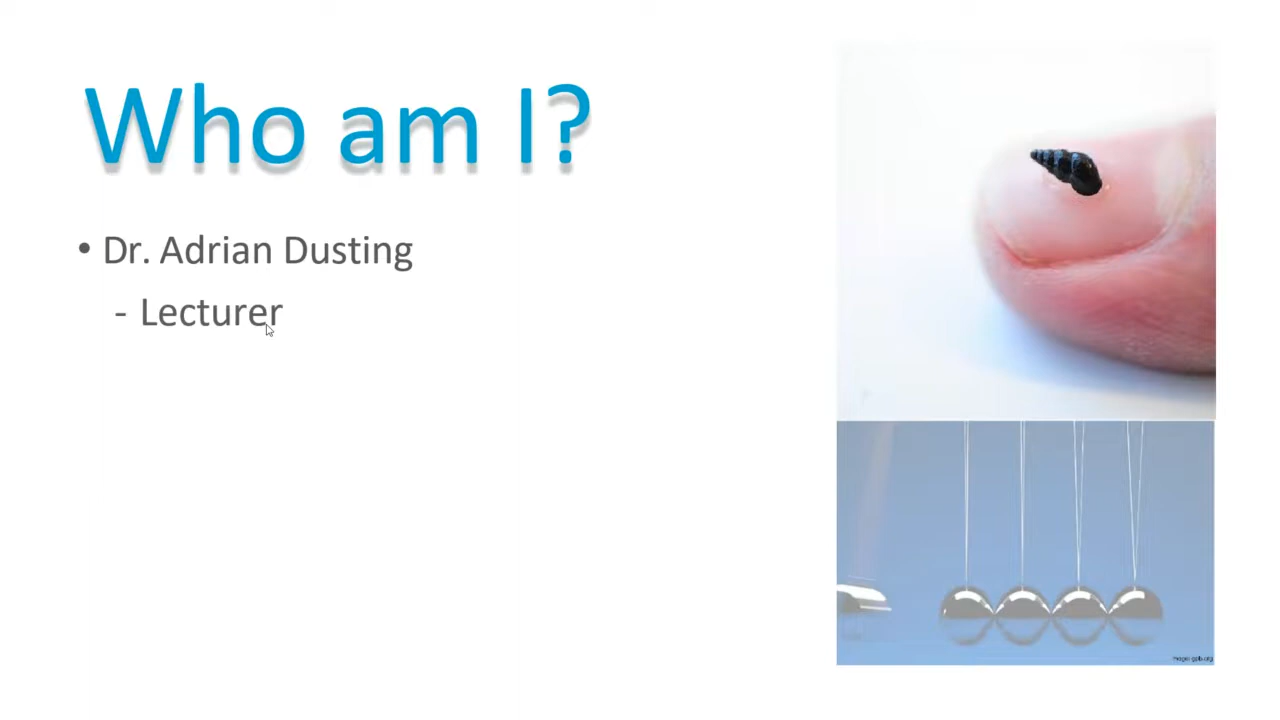 Who am I?
• Dr. Adrian Dusting
- Lecturer